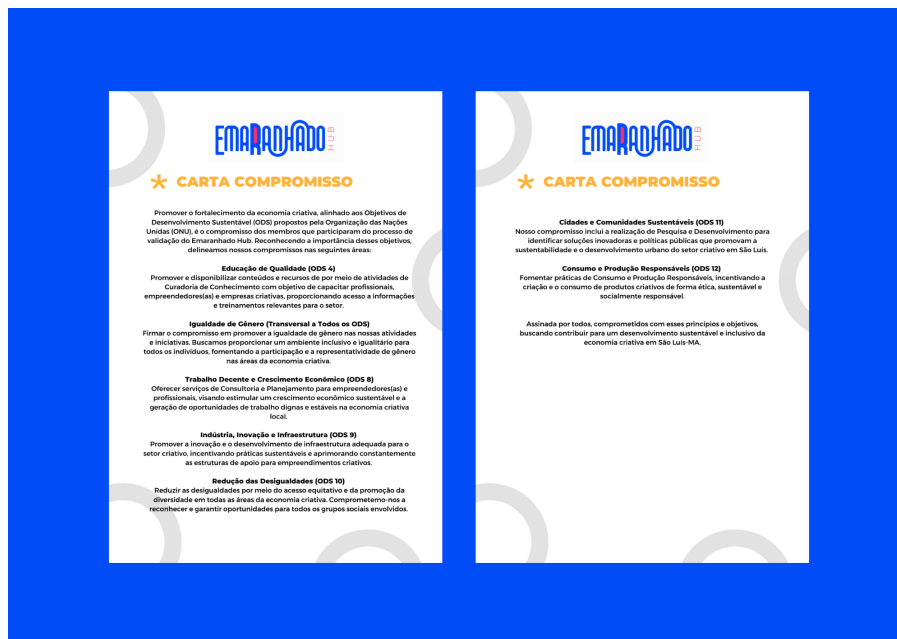 EMARANHADO HUB
CARTA COMPROMISSO
Promover o fortalecimento da economia criativa, alinhado aos Objetivos de
Desenvolvimento Sustentável (ODS) propostos pela Organização das Nações
Unidas (ONU), é o compromisso dos membros que participaram do processo de
validação do Emaranhado Hub. Reconhecendo a importância desses objetivos,
delineamos nossos compromissos nas seguintes áreas:
Educação de Qualidade (ODS 4)
Promover e disponibilizar conteúdos e recursos de por meio de atividades de
Curadoria de Conhecimento com objetivo de capacitar profissionais,
empreendedores(as) e empresas criativas, proporcionando acesso a informações
e treinamentos relevantes para o setor.
Igualdade de Gênero (Transversal a Todos os ODS)
Firmar o compromisso em promover a igualdade de gênero nas nossas atividades
e iniciativas. Buscamos proporcionar um ambiente inclusivo e igualitário para
todos os indivíduos, fomentando a participação e a representatividade de gênero
nas áreas da economia criativa.
Trabalho Decente e Crescimento Econômico (ODS 8)
Oferecer serviços de Consultoria e Planejamento para empreendedores(as) e
profissionais, visando estimular um crescimento econômico sustentável e a
geração de oportunidades de trabalho dignas e estáveis na economia criativa
local.
Indústria, Inovação e Infraestrutura (ODS 9)
Promover a inovação e o desenvolvimento de infraestrutura adequada para o
setor criativo, incentivando práticas sustentáveis e aprimorando constantemente
as estruturas de apoio para empreendimentos criativos.
Redução das Desigualdades (ODS 10)
Reduzir as desigualdades por meio do acesso equitativo e da promoção da
diversidade em todas as áreas da economia criativa. Comprometemo-nos a
reconhecer e garantir oportunidades para todos os grupos sociais envolvidos.
EMARANHADO HUB
CARTA COMPROMISSO
Cidades e Comunidades Sustentáveis (ODS 11)
Nosso compromisso inclui a realização de Pesquisa e Desenvolvimento para
identificar soluções inovadoras e políticas públicas que promovam a
sustentabilidade e o desenvolvimento urbano do setor criativo em São Luís.
Consumo e Produção Responsáveis (ODS 12)
Fomentar práticas de Consumo e Produção Responsáveis, incentivando a
criação e o consumo de produtos criativos de forma ética, sustentável e
socialmente responsável.
Assinada por todos, comprometidos com esses princípios e objetivos,
buscando contribuir para um desenvolvimento sustentável e inclusivo da
economia criativa em São Luís-MA.